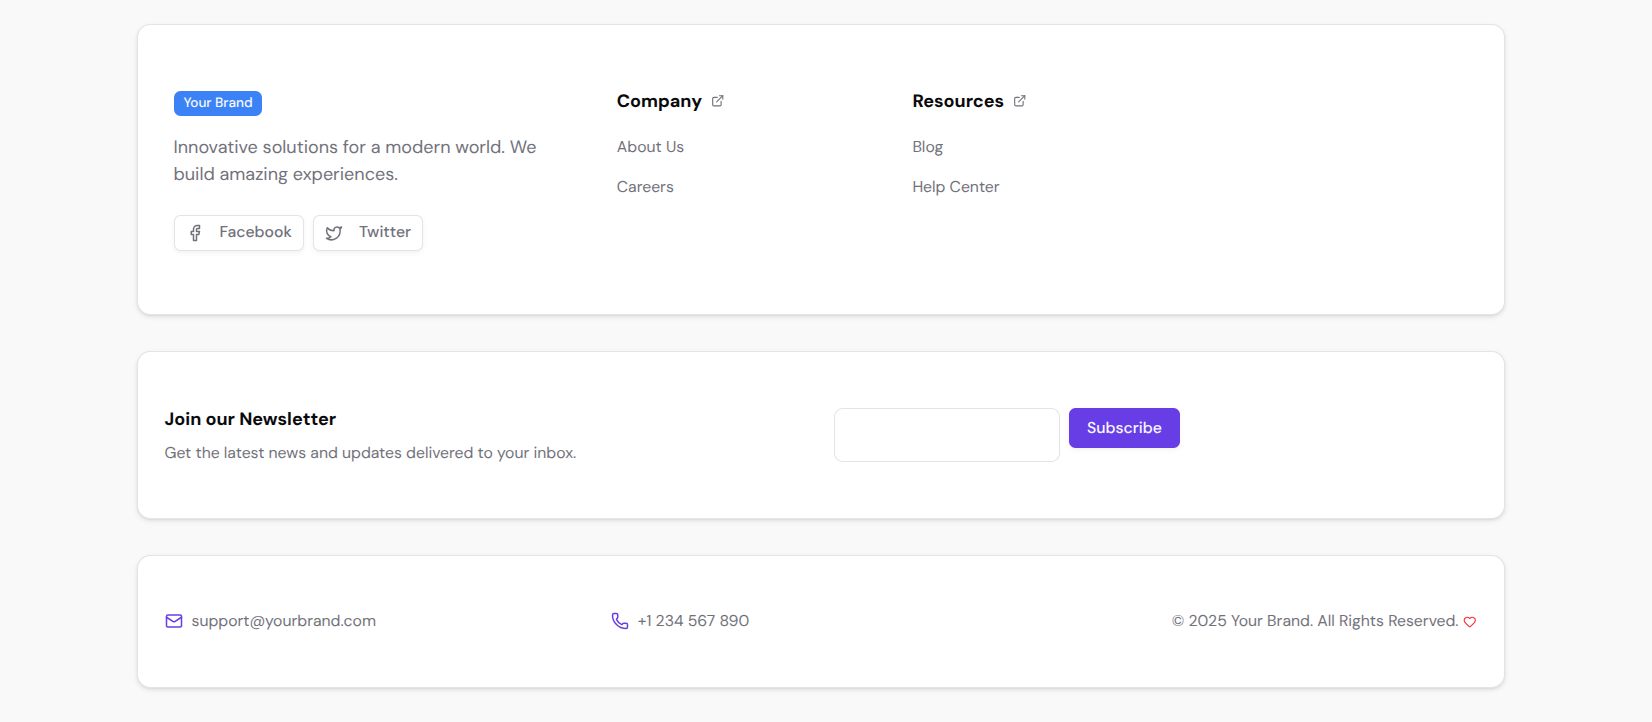 Your Brand
Innovative solutions for a modern world. We
build amazing experiences.
Facebook
Twitter
Company
About Us
Careers
Resources
Blog
Help Center
Join our Newsletter
Get the latest news and updates delivered to your inbox.
Subscribe
support@yourbrand.com
+1 234 567 890
© 2025 Your Brand. All Rights Reserved.